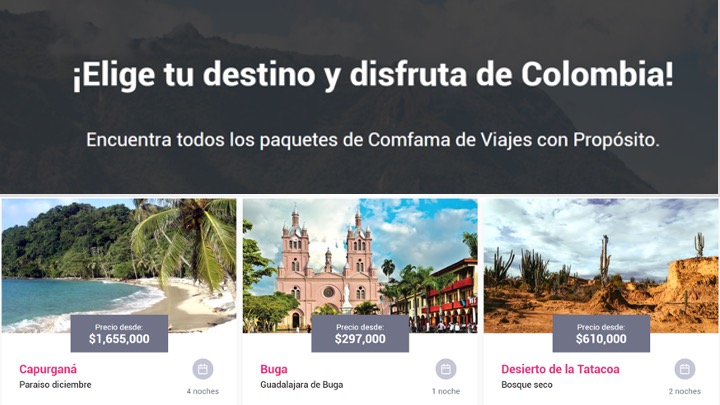 ¡Elige tu destino y disfruta de Colombia!
Encuentra todos los paquetes de Comfama de Viajes con Propósito.
Precio desde:
$1,655,000
Capurganá
Paraiso diciembre
4 noches
Precio desde:
$297,000
Buga
Guadalajara de Buga
1 noche
Precio desde:
$610,000
Desierto de la Tatacoa
Bosque seco
2 noches